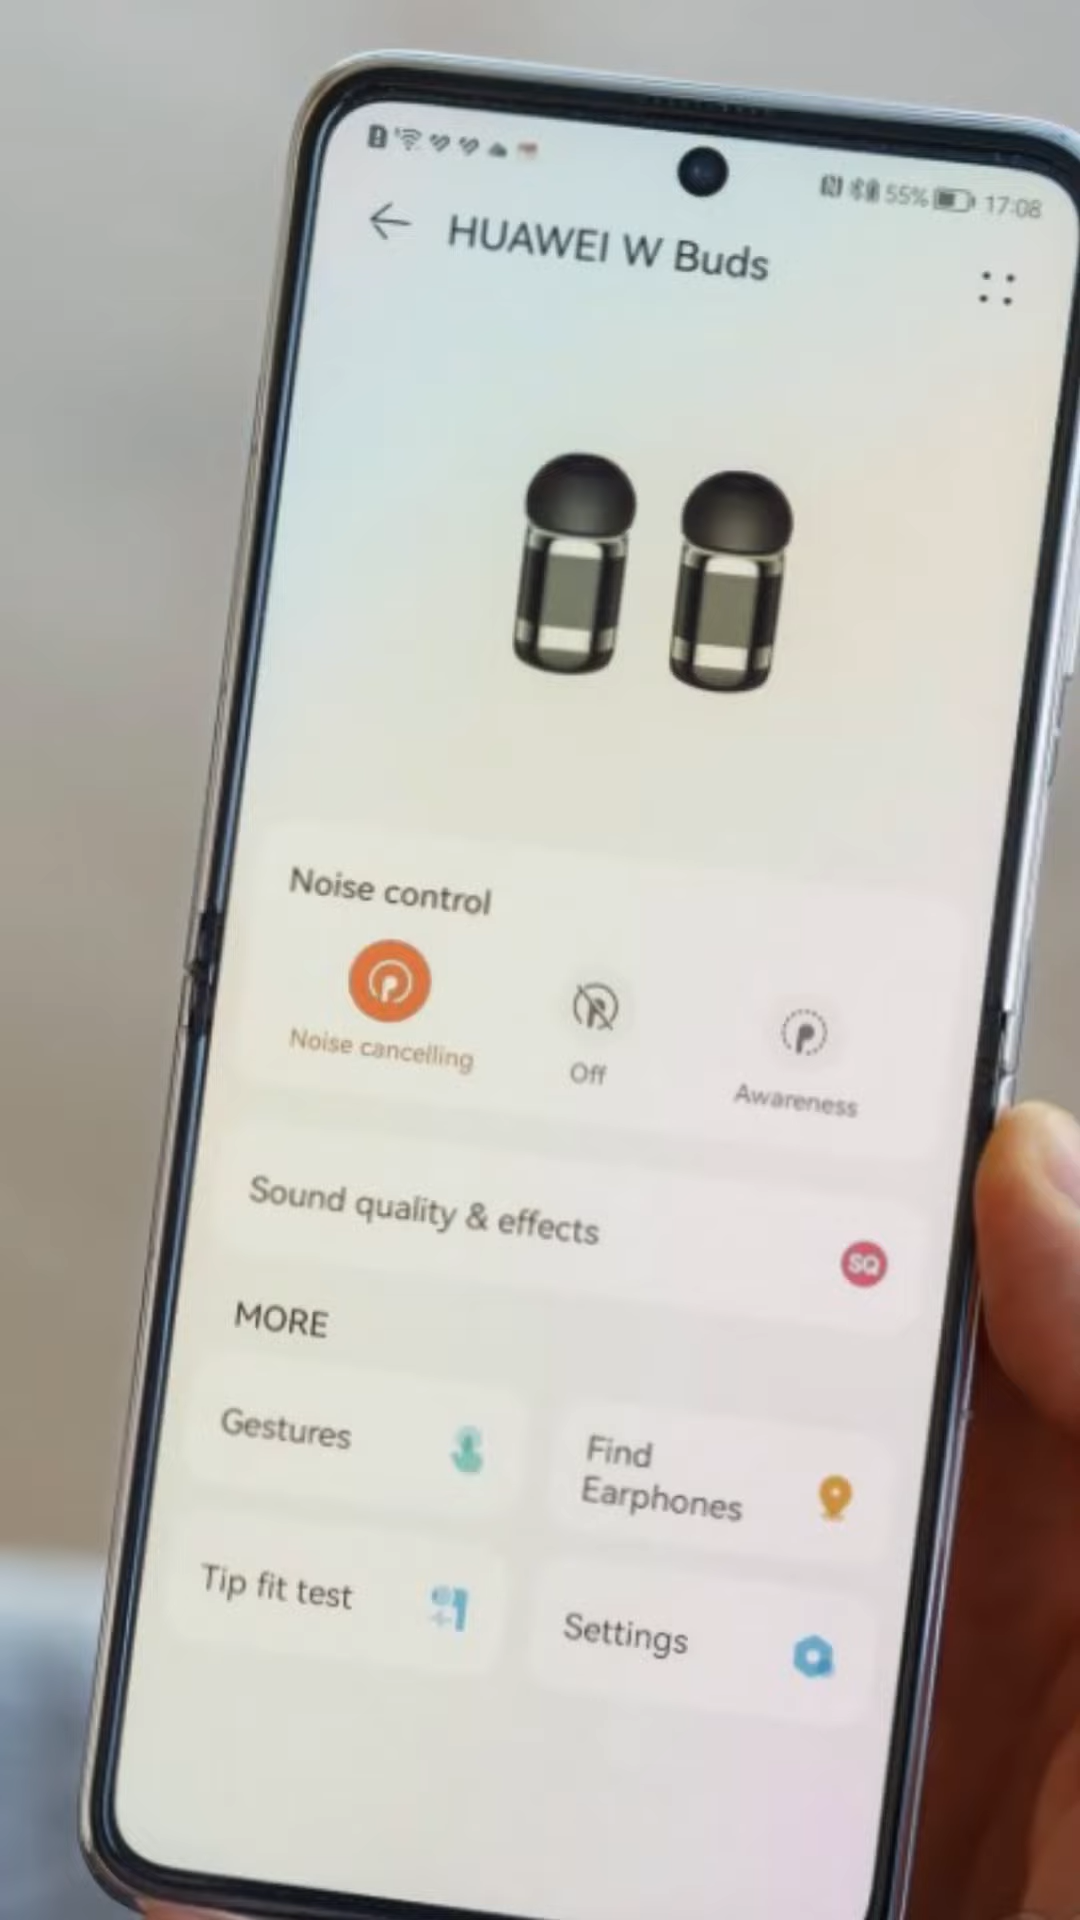 55% 17:08
HUAWEI W Buds
Noise control
Noise cancelling
Off
Awareness
Sound quality & effects
SQ
MORE
Gestures
Find
Earphones
Tip fit test
Settings